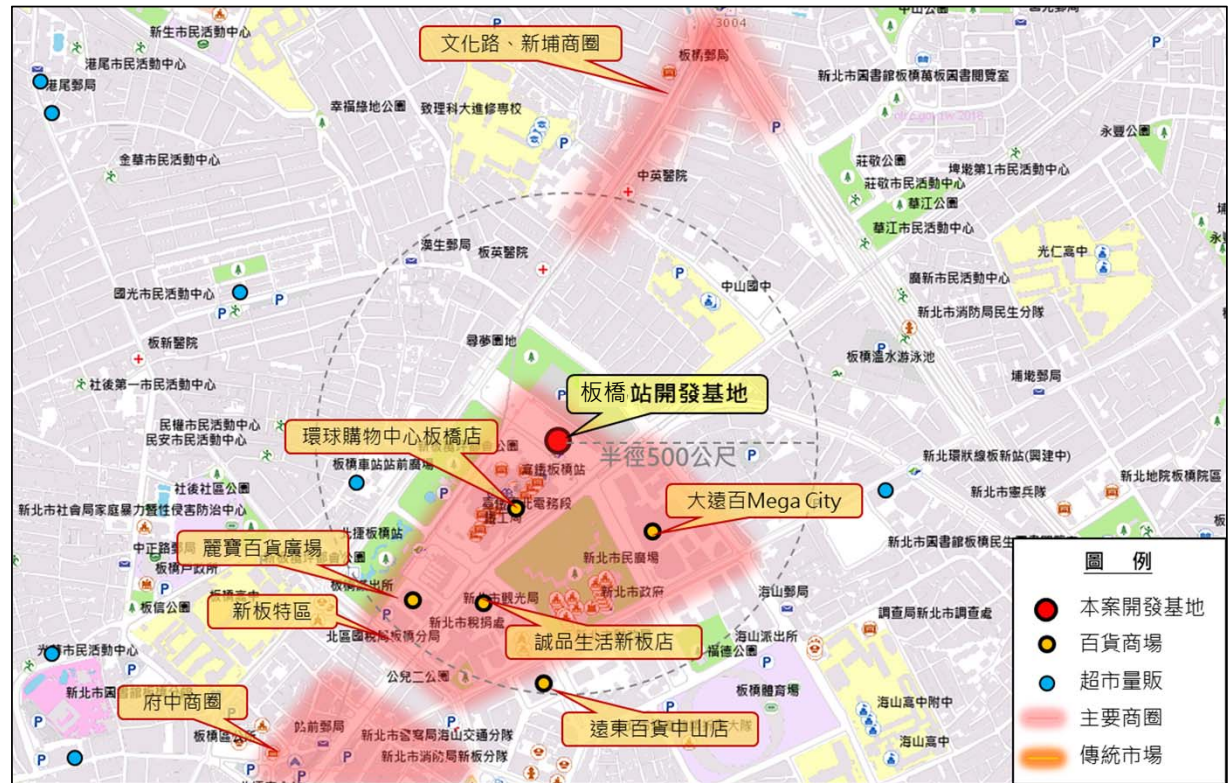 3004
新生市民活動中心
中山公園
港尾市民活動中心
文化路、新埔商圈
板橋郵局
新北市圖書館板橋萬板圖書閱覽室
港尾郵局
幸福綠地公園
致理科大進修專校
永豐公園
金華市民活動中心
莊敬公園
埤墘第1市民活動中心
中英醫院
莊敬市民活動中心
華江公園
華江市民活動中心
漢生郵局
板英醫院
光仁高中
國光市民活動中心
中山國中
廣新市民活動中心
新北市消防局民生分隊
尋夢園地
板新醫院
板橋溫水游泳池
社後第一市民活動中心
埔墘郵局
板橋站開發基地
民權市民活動中心
環球購物中心板橋店
民安市民活動中心
半徑500公尺
板橋車站站前廣場
高鐵板橋站
新北環狀線板新站(興建中)
新北地院板橋院區
社後社區公園
大遠百Mega City
新北市憲兵隊
新北市社會局家庭暴力暨性侵害防治中心
北捷板橋站
麗寶百貨廣場
新北市民廣場
中正路郵局
板橋戶政所
板橋派出所
圖 例
新北市政府
新北市觀光局
海山郵局
新板特區
板信公園
新北市稅捐處
調查局新北市調查處
本案開發基地
北區國稅局板橋分局
誠品生活新板店
海山派出所
百貨商場
福德公園
公兒二公園
板橋體育場
海山高中附中
超市量販
府中商圈
站前郵局
遠東百貨中山店
主要商圈
新北市警察局海山交通分隊
海山高中
新北市消防局新板分隊
傳統市場